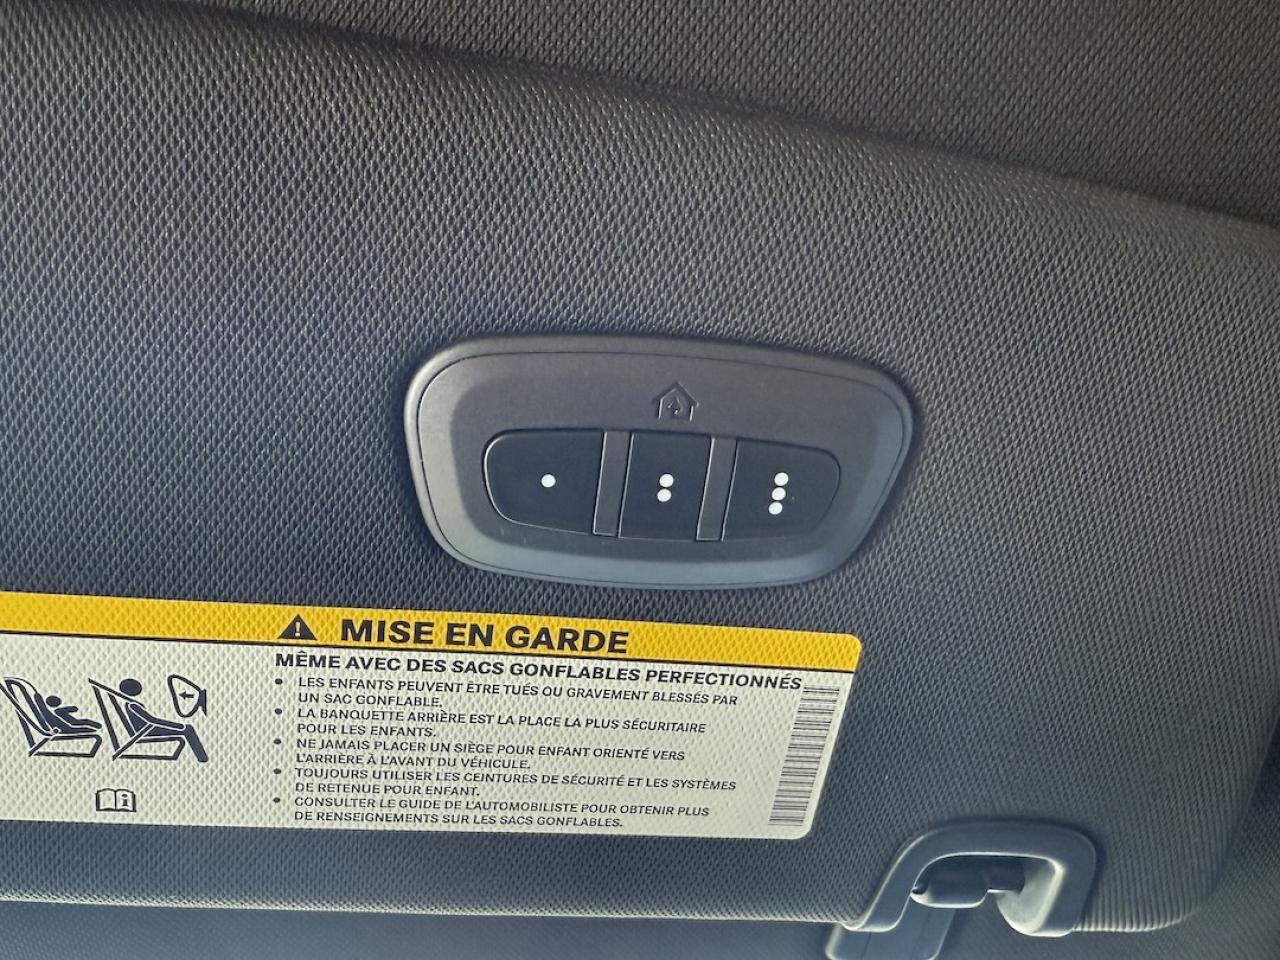 MISE EN GARDE
MÊME AVEC DES SACS GONFLABLES PERFECTIONNÉS
• LES ENFANTS PEUVENT ÊTRE TUÉS OU GRAVEMENT BLESSÉS PAR
UN SAC GONFLABLE.
• LA BANQUETTE ARRIÈRE EST LA PLACE LA PLUS SÉCURITAIRE
POUR LES ENFANTS.
• NE JAMAIS PLACER UN SIÈGE POUR ENFANT ORIENTÉ VERS
L'ARRIÈRE À L'AVANT DU VÉHICULE.
• TOUJOURS UTILISER LES CEINTURES DE SÉCURITÉ ET LES SYSTÈMES
DE RETENUE POUR ENFANT.
• CONSULTER LE GUIDE DE L'AUTOMOBILISTE POUR OBTENIR PLUS
DE RENSEIGNEMENTS SUR LES SACS GONFLABLES.